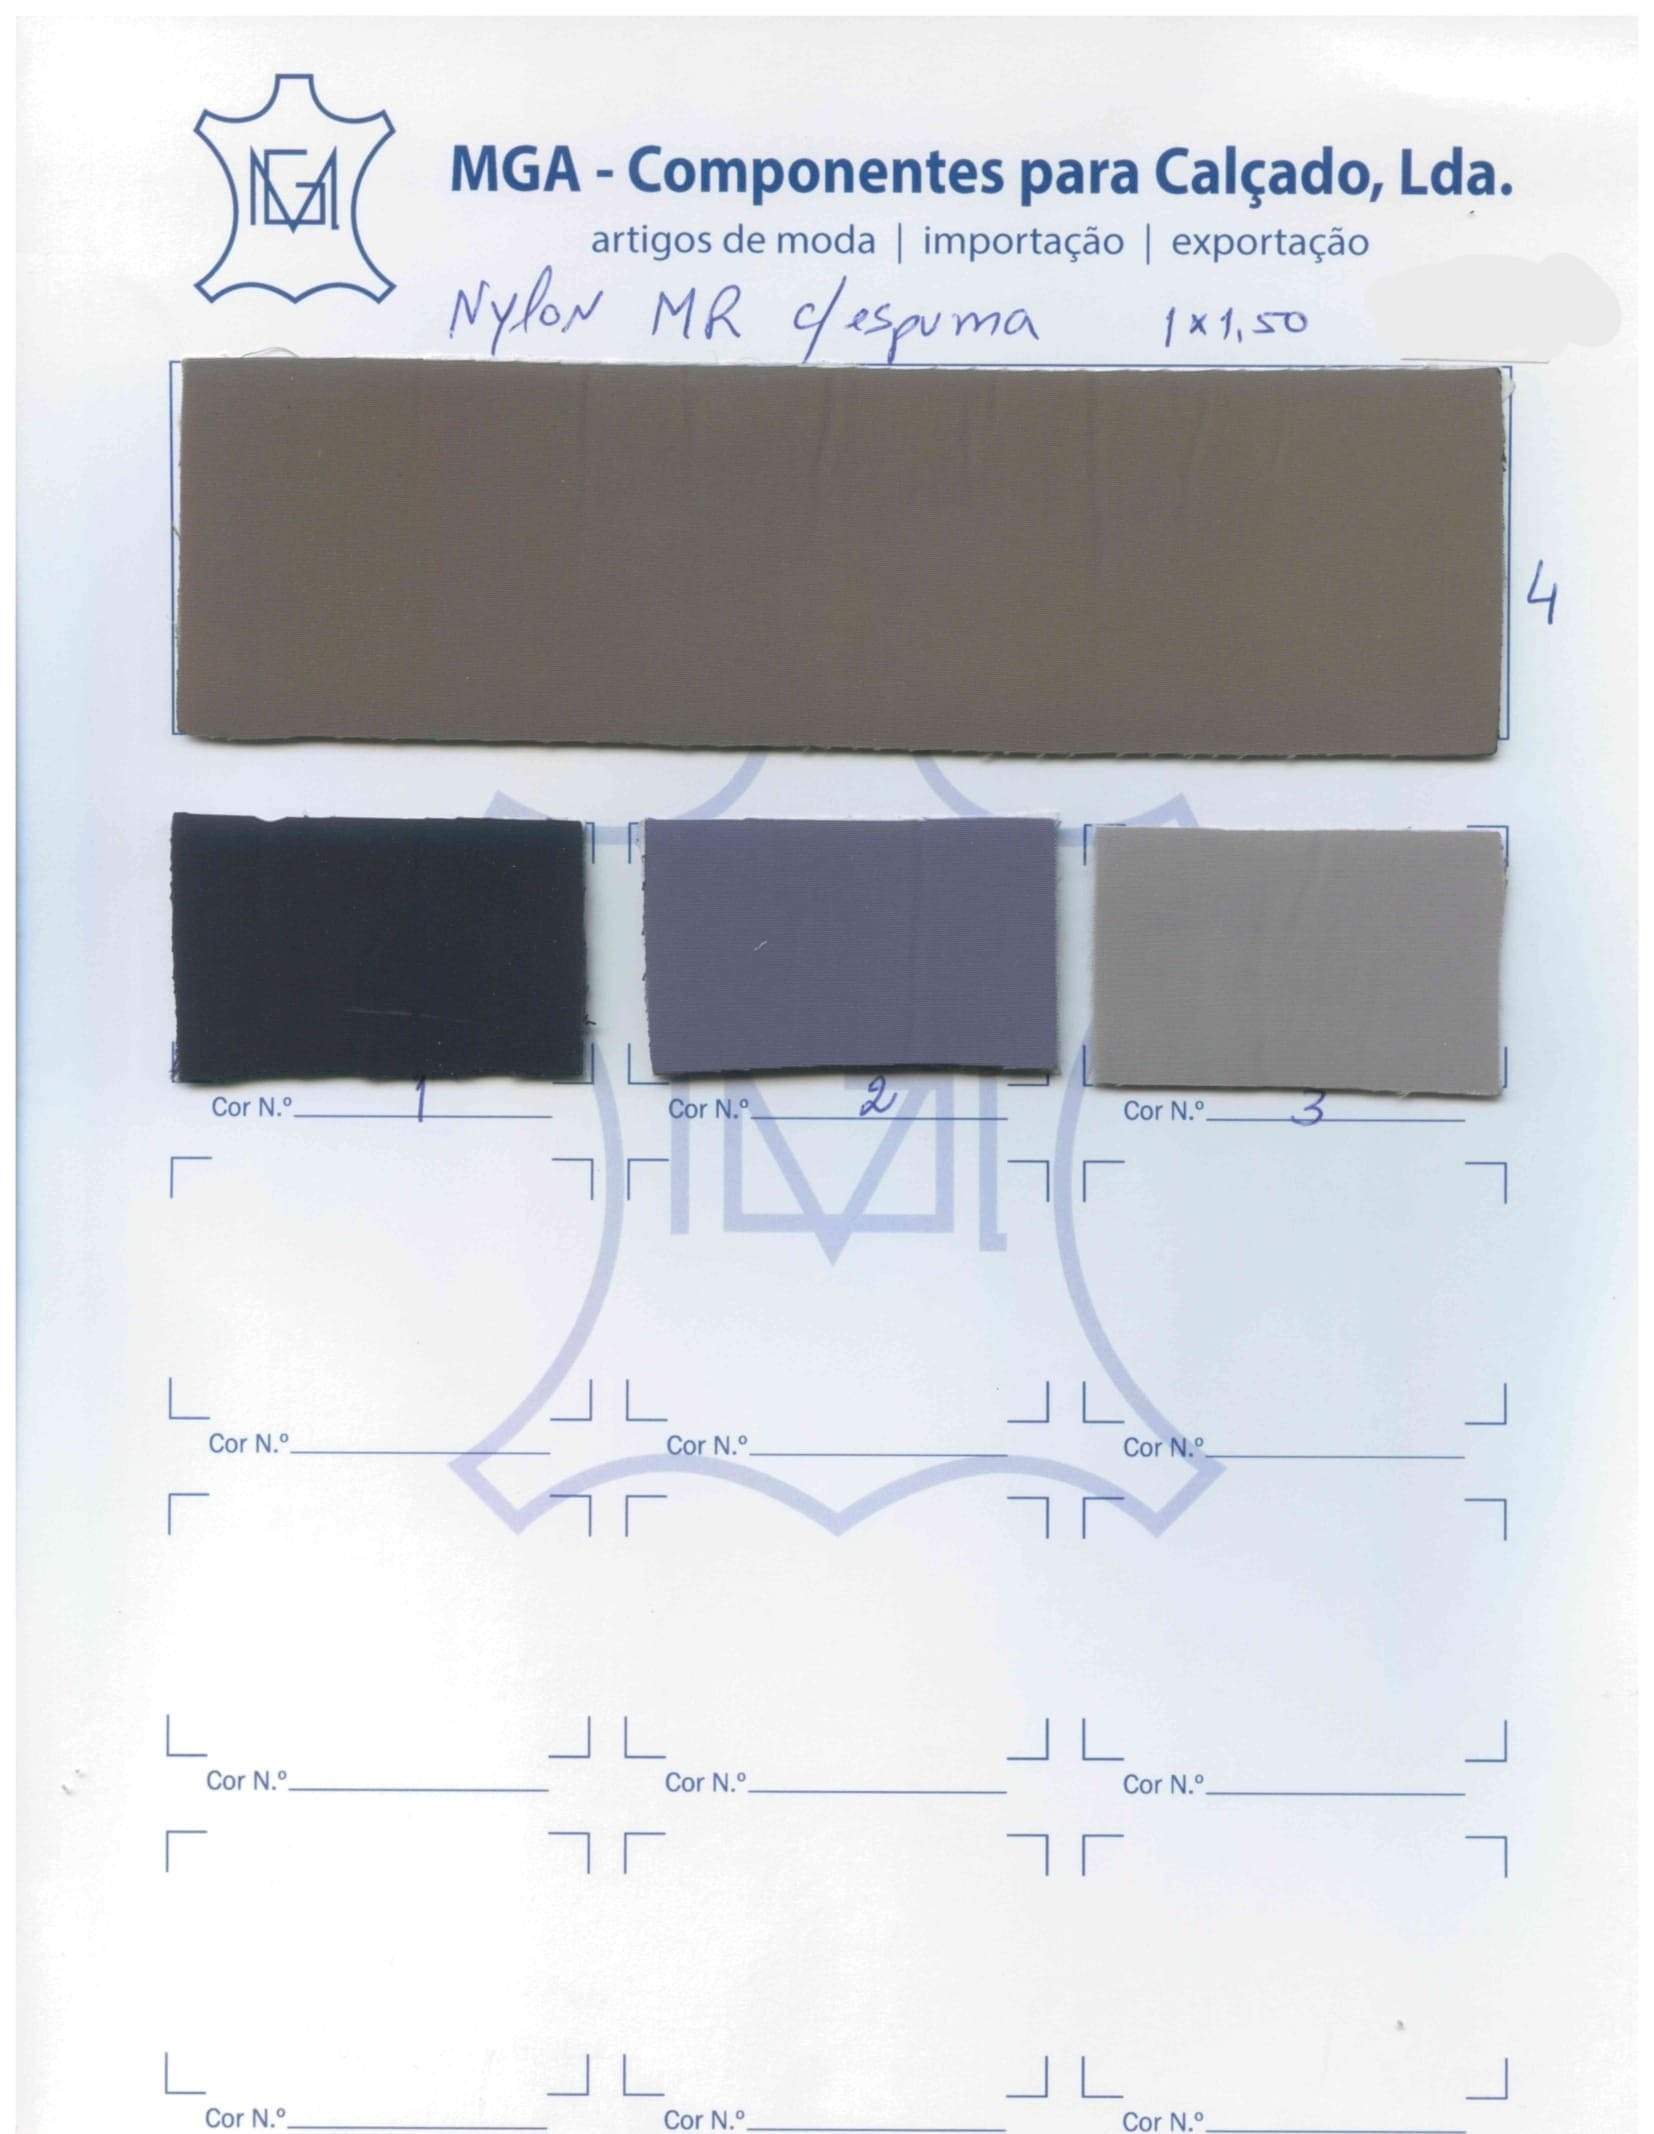 MGA
MGA - Componentes para Calçado, Lda.
artigos de moda | importação | exportação
Nylon MR c/espuma 1x1,50
4
Cor N.º 1 Cor N.º 2 Cor N.º 3
Cor N.º Cor N.º Cor N.º
Cor N.º Cor N.º Cor N.º
Cor N.º Cor N.º Cor N.º